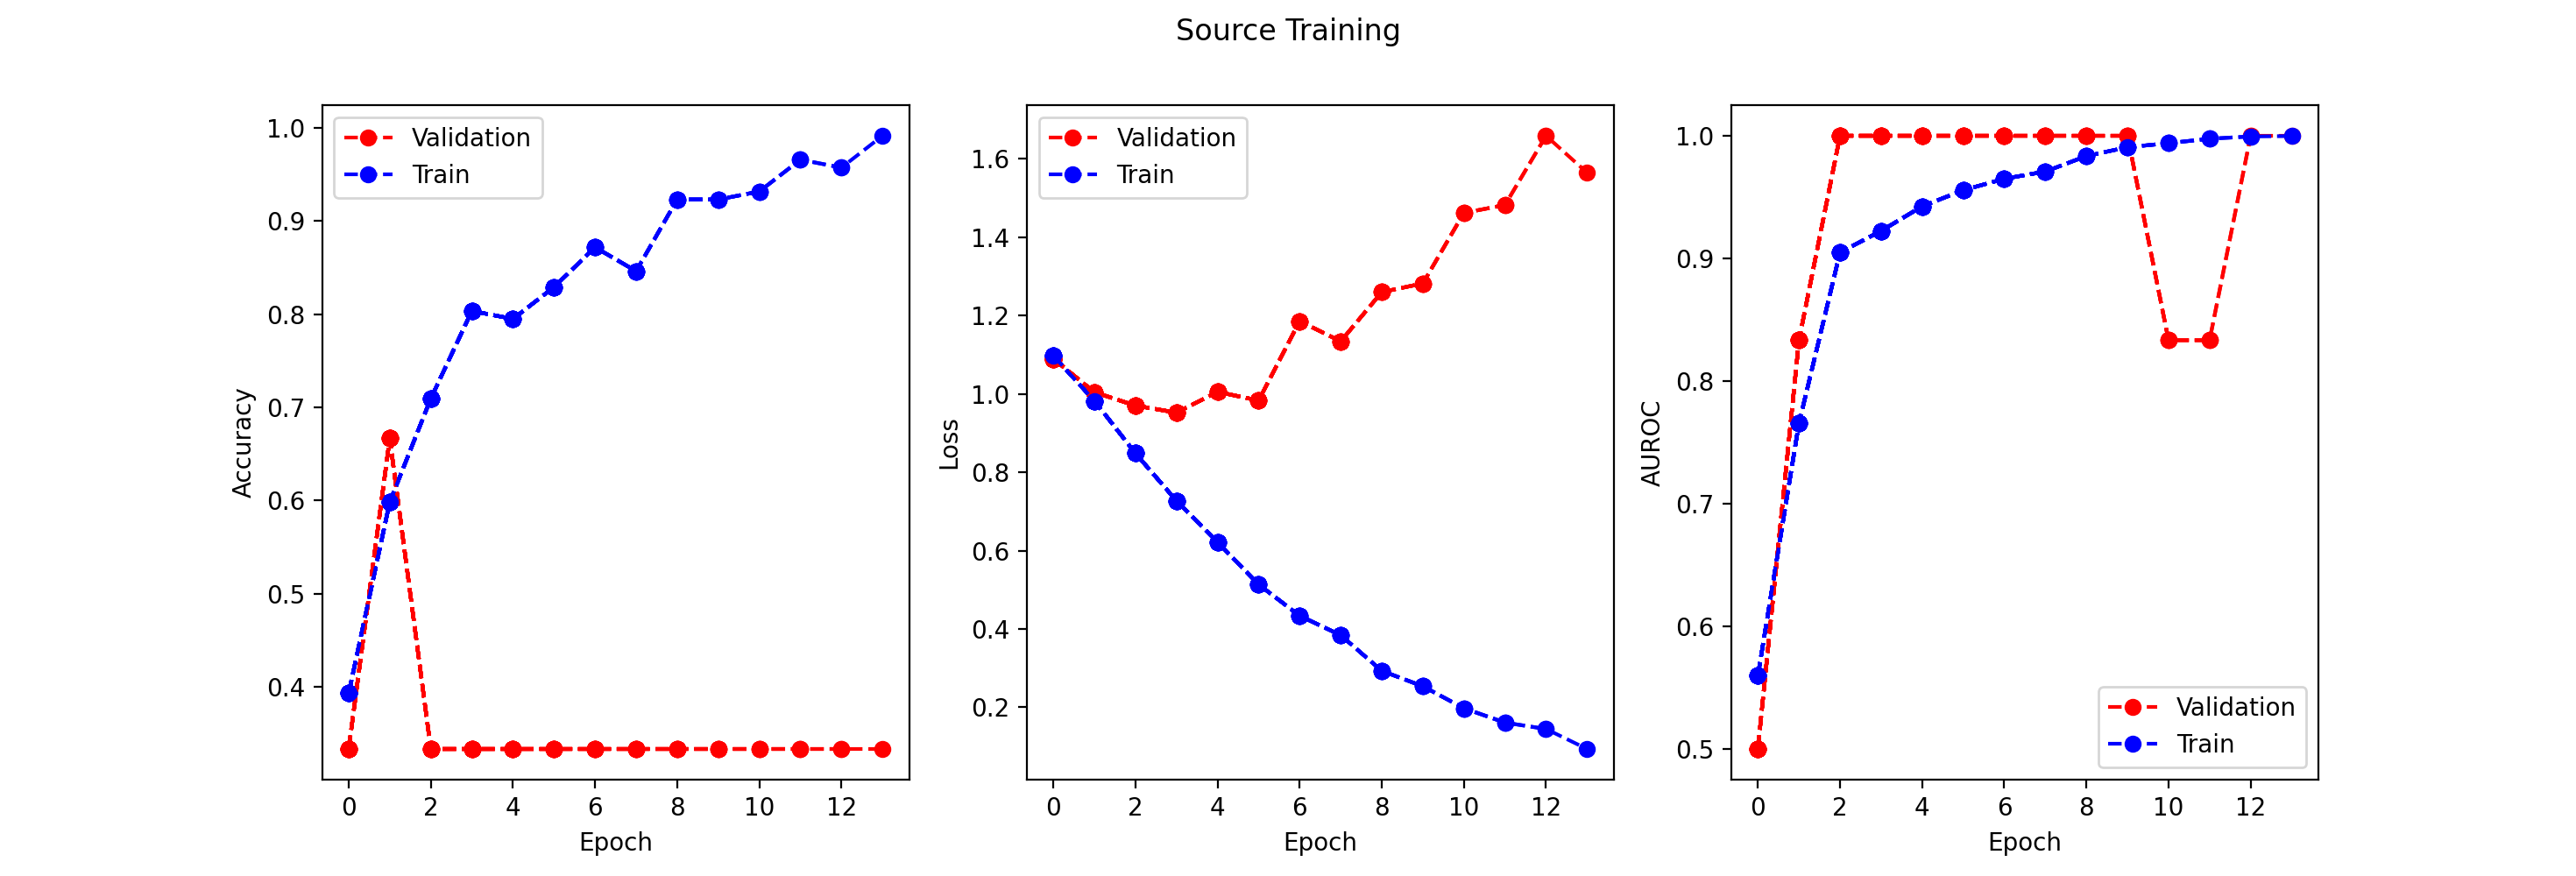 Source Training
Accuracy
1.0
0.9
0.8
0.7
0.6
0.5
0.4
Validation
Train
0 2 4 6 8 10 12
Epoch
Loss
1.6
1.4
1.2
1.0
0.8
0.6
0.4
0.2
Validation
Train
0 2 4 6 8 10 12
Epoch
AUROC
1.0
0.9
0.8
0.7
0.6
0.5
Validation
Train
0 2 4 6 8 10 12
Epoch